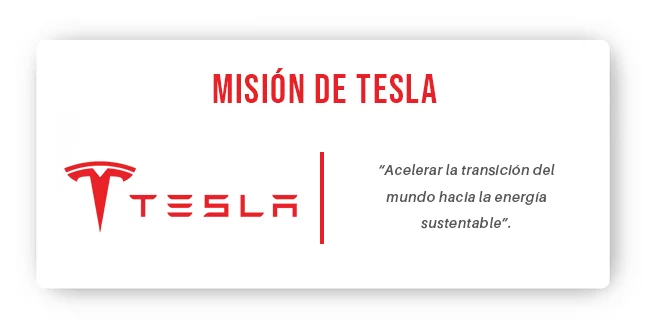 MISIÓN DE TESLA
TESLA
“Acelerar la transición del
mundo hacia la energía
sustentable”.